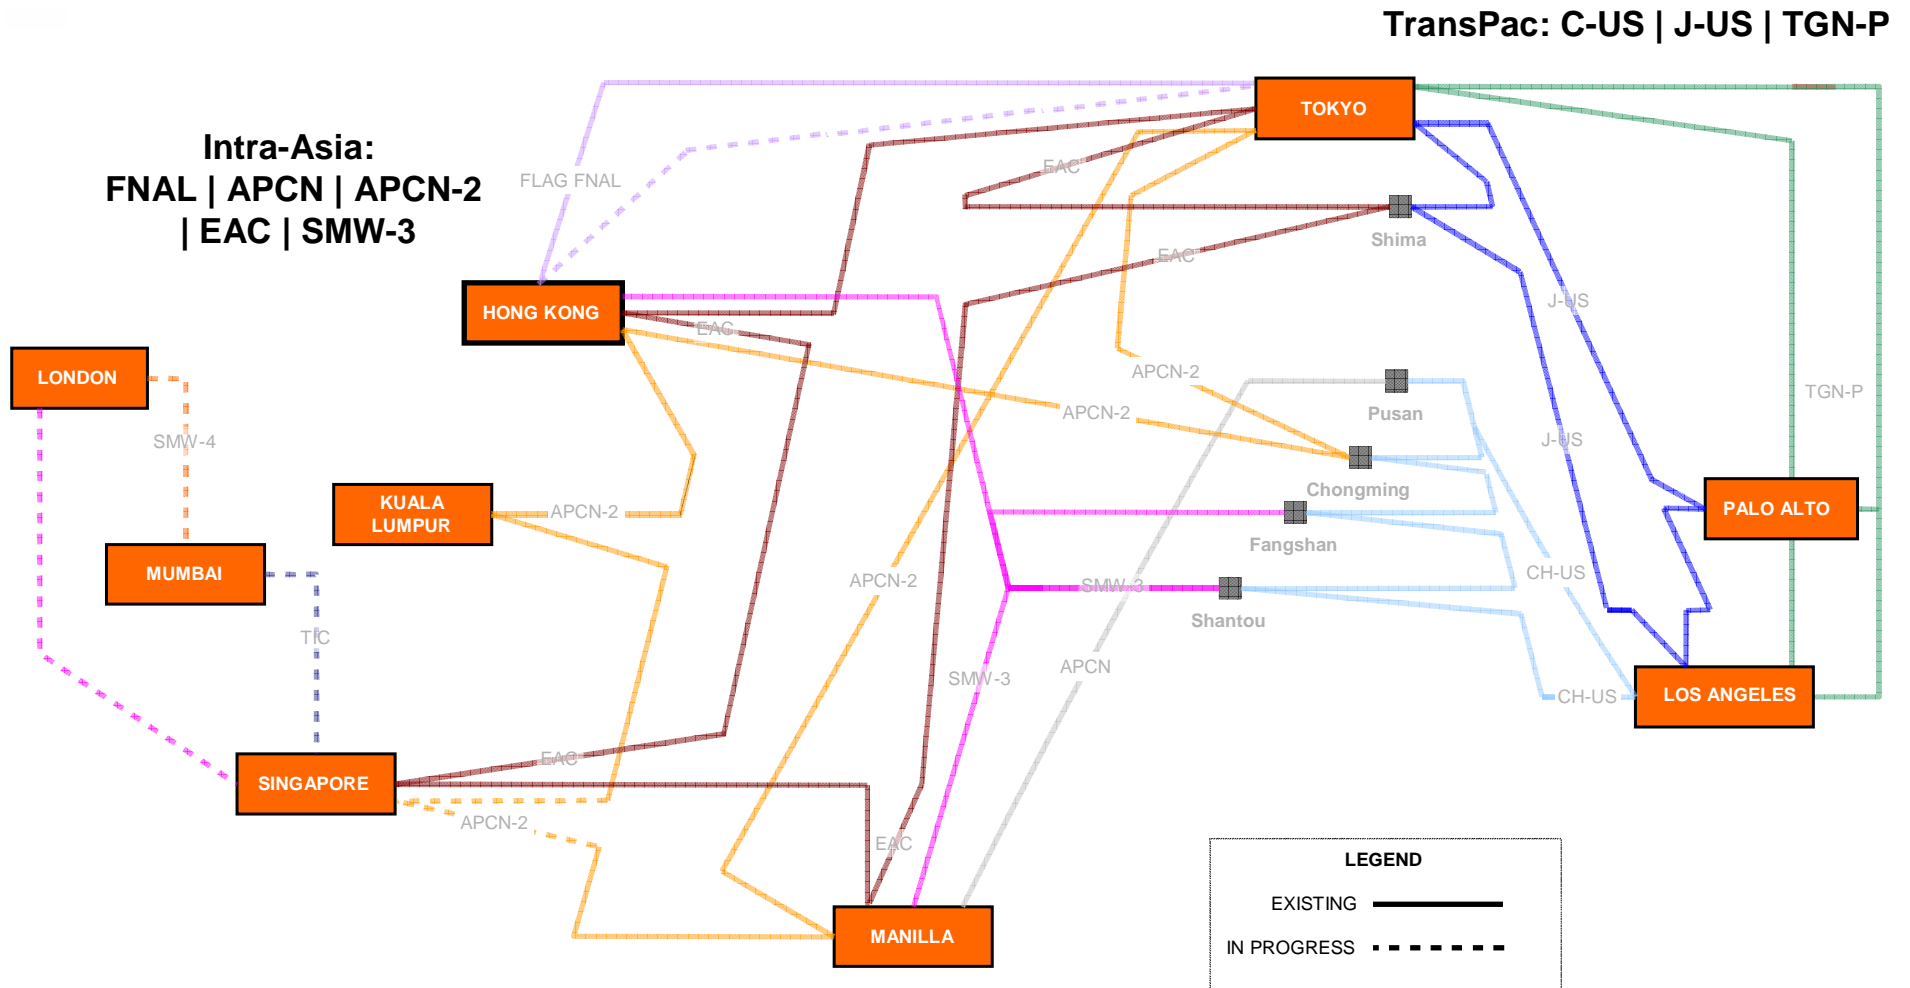 TransPac: C-US | J-US | TGN-P
TOKYO
Intra-Asia:
FNAL | APCN | APCN-2
| EAC | SMW-3
FLAG FNAL
EAC
Shima
EAC
HONG KONG
EAC
J-US
LONDON
APCN-2
Pusan
TGN-P
APCN-2
SMW-4
J-US
Chongming
KUALA
LUMPUR
APCN-2
PALO ALTO
Fangshan
MUMBAI
APCN-2
SMW-3
CH-US
Shantou
TIC
SMW-3
APCN
CH-US
LOS ANGELES
EAC
SINGAPORE
APCN-2
EAC
MANILLA
LEGEND
EXISTING
IN PROGRESS